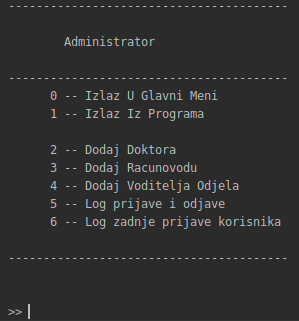 ----------------------------------------
Administrator
----------------------------------------
0 -- Izlaz U Glavni Meni
1 -- Izlaz Iz Programa
2 -- Dodaj Doktora
3 -- Dodaj Racunovodu
4 -- Dodaj Voditelja Odjela
5 -- Log prijave i odjave
6 -- Log zadnje prijave korisnika
----------------------------------------
>>